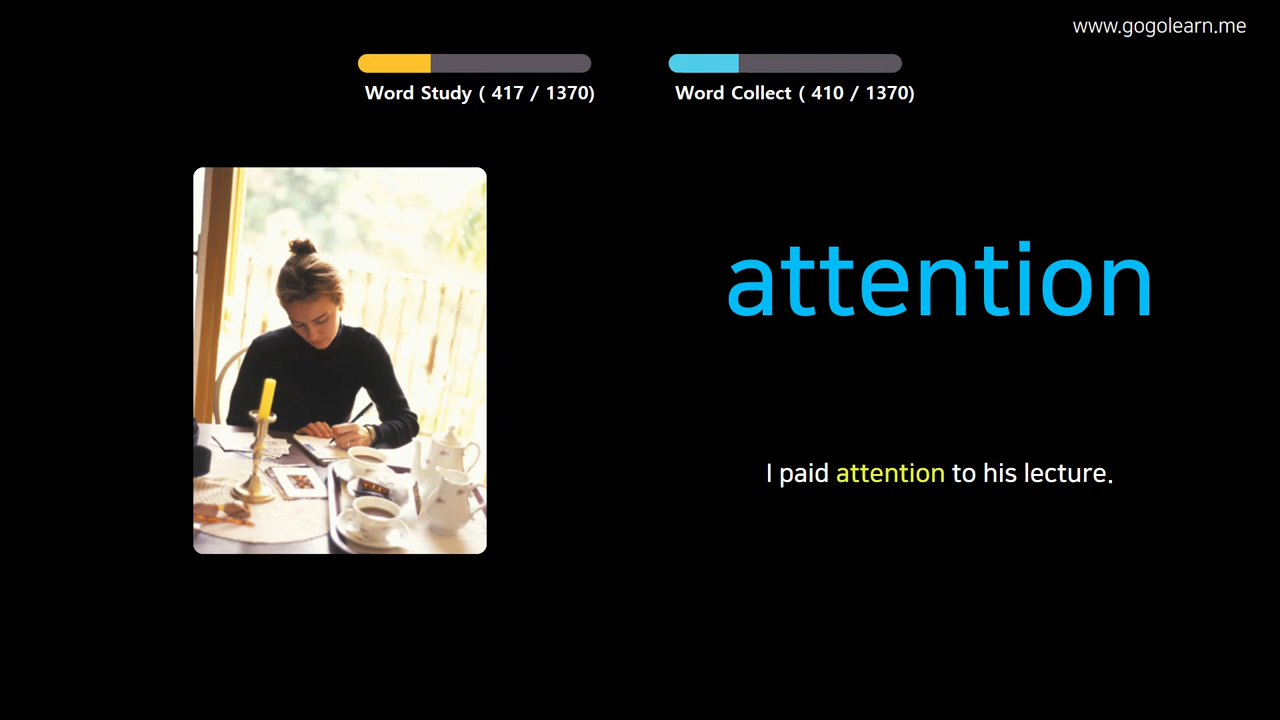 www.gogolearn.me
Word Study ( 417 / 1370)
Word Collect ( 410 / 1370)
attention
I paid attention to his lecture.